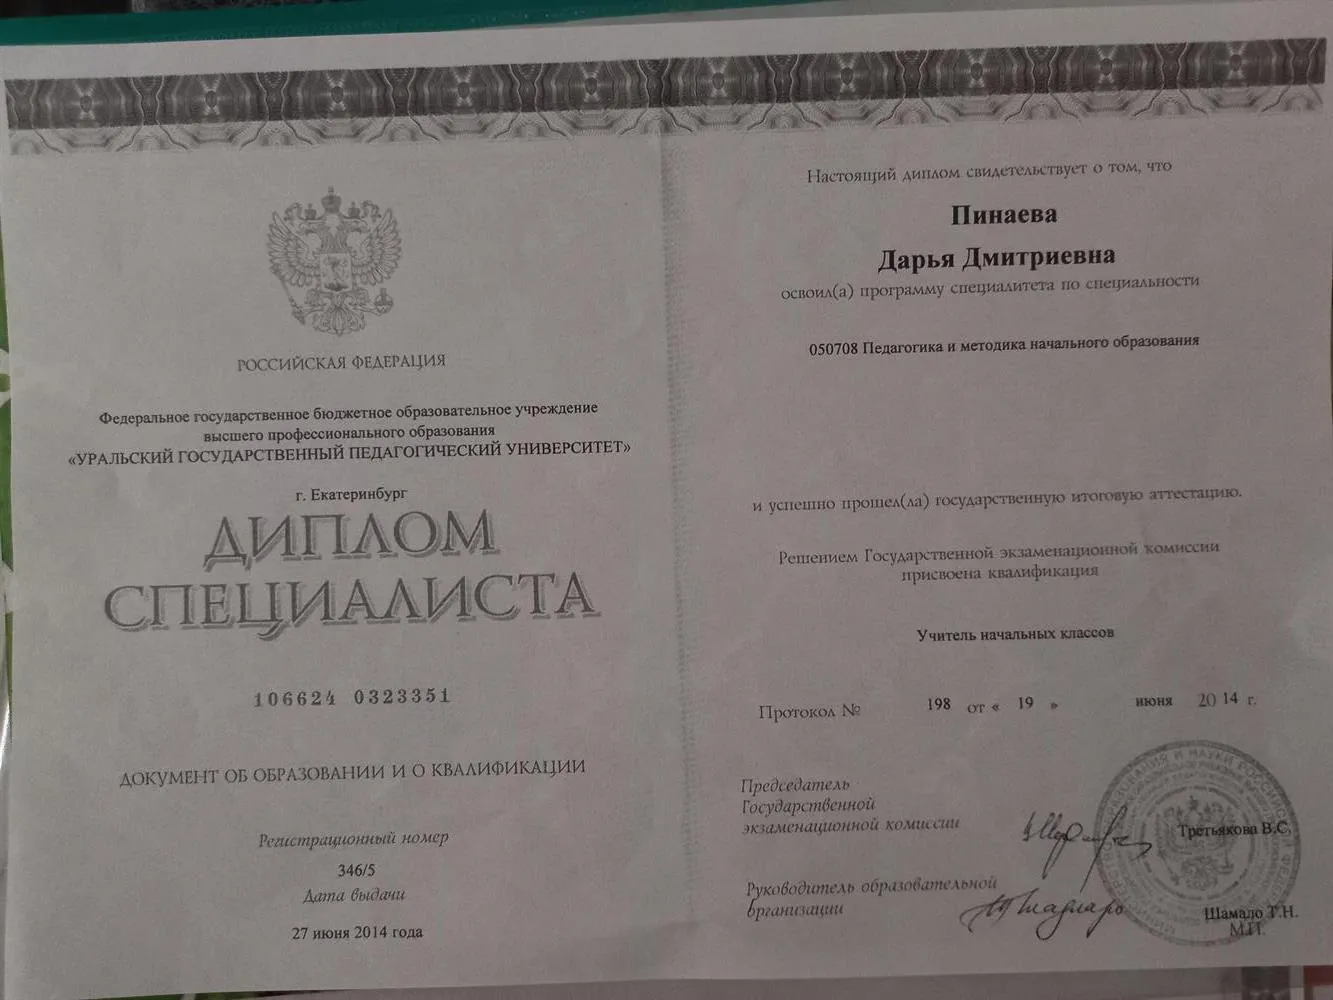 РОССИЙСКАЯ ФЕДЕРАЦИЯ
Федеральное государственное бюджетное образовательное учреждение
высшего профессионального образования
«УРАЛЬСКИЙ ГОСУДАРСТВЕННЫЙ ПЕДАГОГИЧЕСКИЙ УНИВЕРСИТЕТ»
г. Екатеринбург
ДИПЛОМ
СПЕЦИАЛИСТА
106624 0323351
ДОКУМЕНТ ОБ ОБРАЗОВАНИИ И О КВАЛИФИКАЦИИ
Регистрационный номер
346/5
Дата выдачи
27 июня 2014 года
Настоящий диплом свидетельствует о том, что
Пинаева
Дарья Дмитриевна
освоил(а) программу специалитета по специальности
050708 Педагогика и методика начального образования
и успешно прошел(ла) государственную итоговую аттестацию.
Решением Государственной экзаменационной комиссии
присвоена квалификация
Учитель начальных классов
Протокол № 198 от « 19 » июня 2014 г.
Председатель
Государственной
экзаменационной комиссии
Третьякова В.С.
Руководитель образовательной
организации
Шамало Т.Н.
М.П.